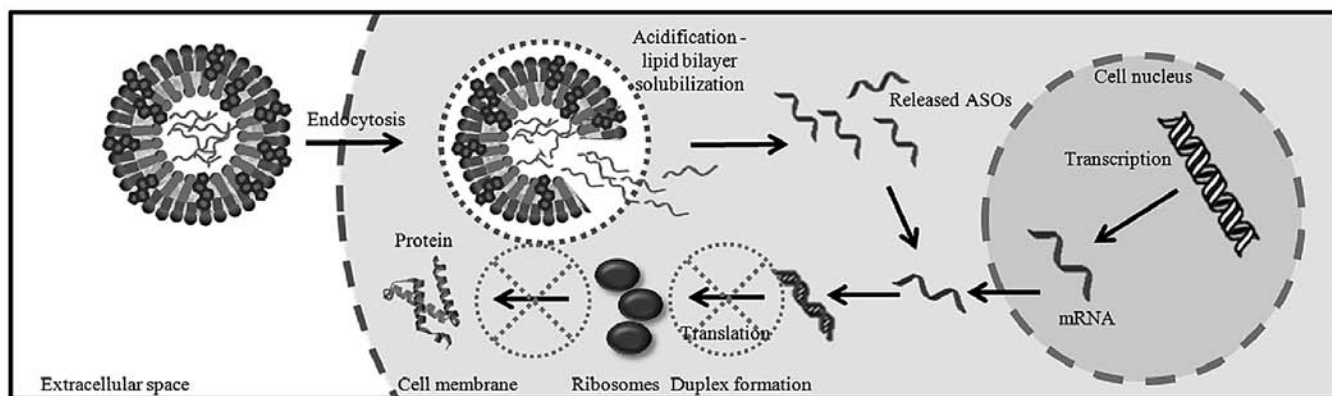 Acidification -
lipid bilayer
solubilization
Endocytosis
Released ASOs
Cell nucleus
Transcription
mRNA
Protein
Translation
Extracellular space
Cell membrane
Ribosomes
Duplex formation